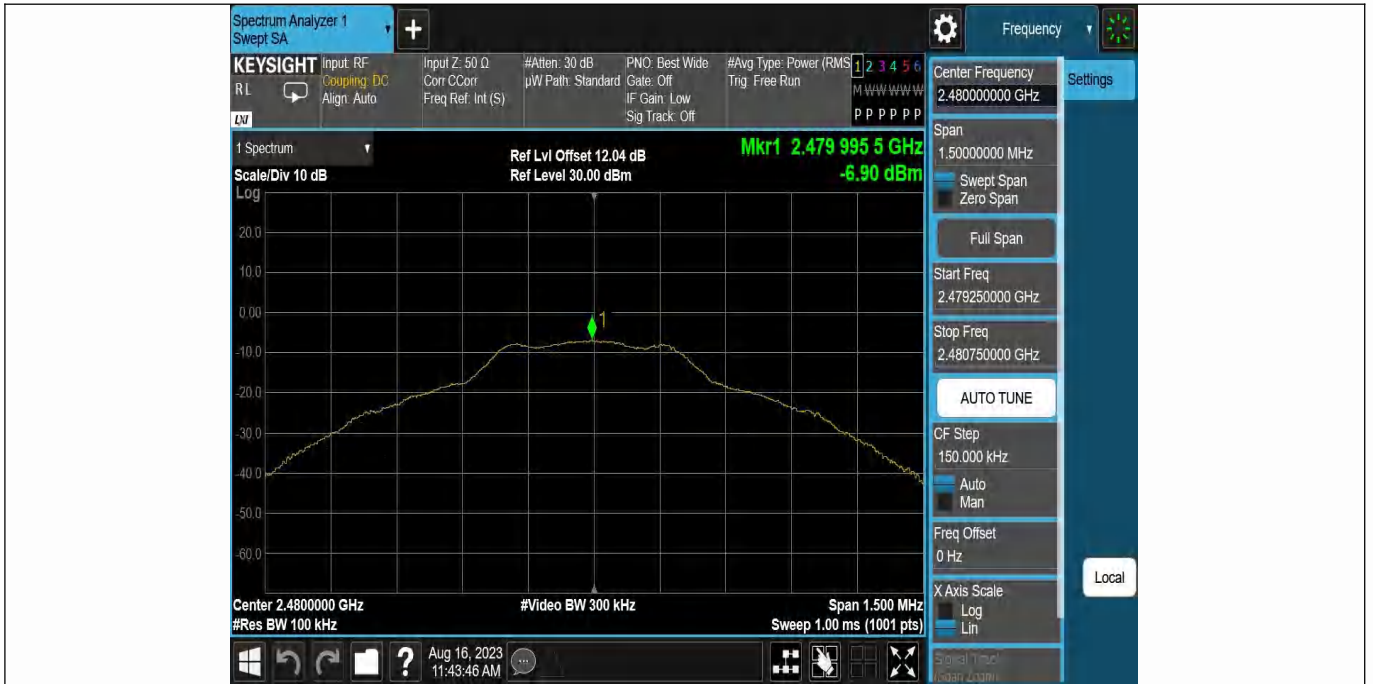 Spectrum Analyzer 1
Swept SA
+
Frequency
KEYSIGHT
RL
LXI
Input: RF
Coupling: DC
Align: Auto
Input Z: 50 Ω
Corr CCorr
Freq Ref: Int (S)
#Atten: 30 dB
µW Path: Standard
PNO: Best Wide
Gate: Off
IF Gain: Low
Sig Track: Off
#Avg Type: Power (RMS
Trig: Free Run
1 2 3 4 5 6
M W W W W W
P P P P P P
Center Frequency
2.480000000 GHz
Settings
Span
1.50000000 MHz
Swept Span
Zero Span
Full Span
Start Freq
2.479250000 GHz
Stop Freq
2.480750000 GHz
AUTO TUNE
CF Step
150.000 kHz
Auto
Man
Freq Offset
0 Hz
X Axis Scale
Log
Lin
Signal Track
(Span Zoom)
Local
1 Spectrum
Scale/Div 10 dB
Ref Lvl Offset 12.04 dB
Ref Level 30.00 dBm
Mkr1 2.479 995 5 GHz
-6.90 dBm
Log
20.0
10.0
0.00
1
-10.0
-20.0
-30.0
-40.0
-50.0
-60.0
Center 2.4800000 GHz
#Video BW 300 kHz
Span 1.500 MHz
#Res BW 100 kHz
Sweep 1.00 ms (1001 pts)
?
Aug 16, 2023
11:43:46 AM